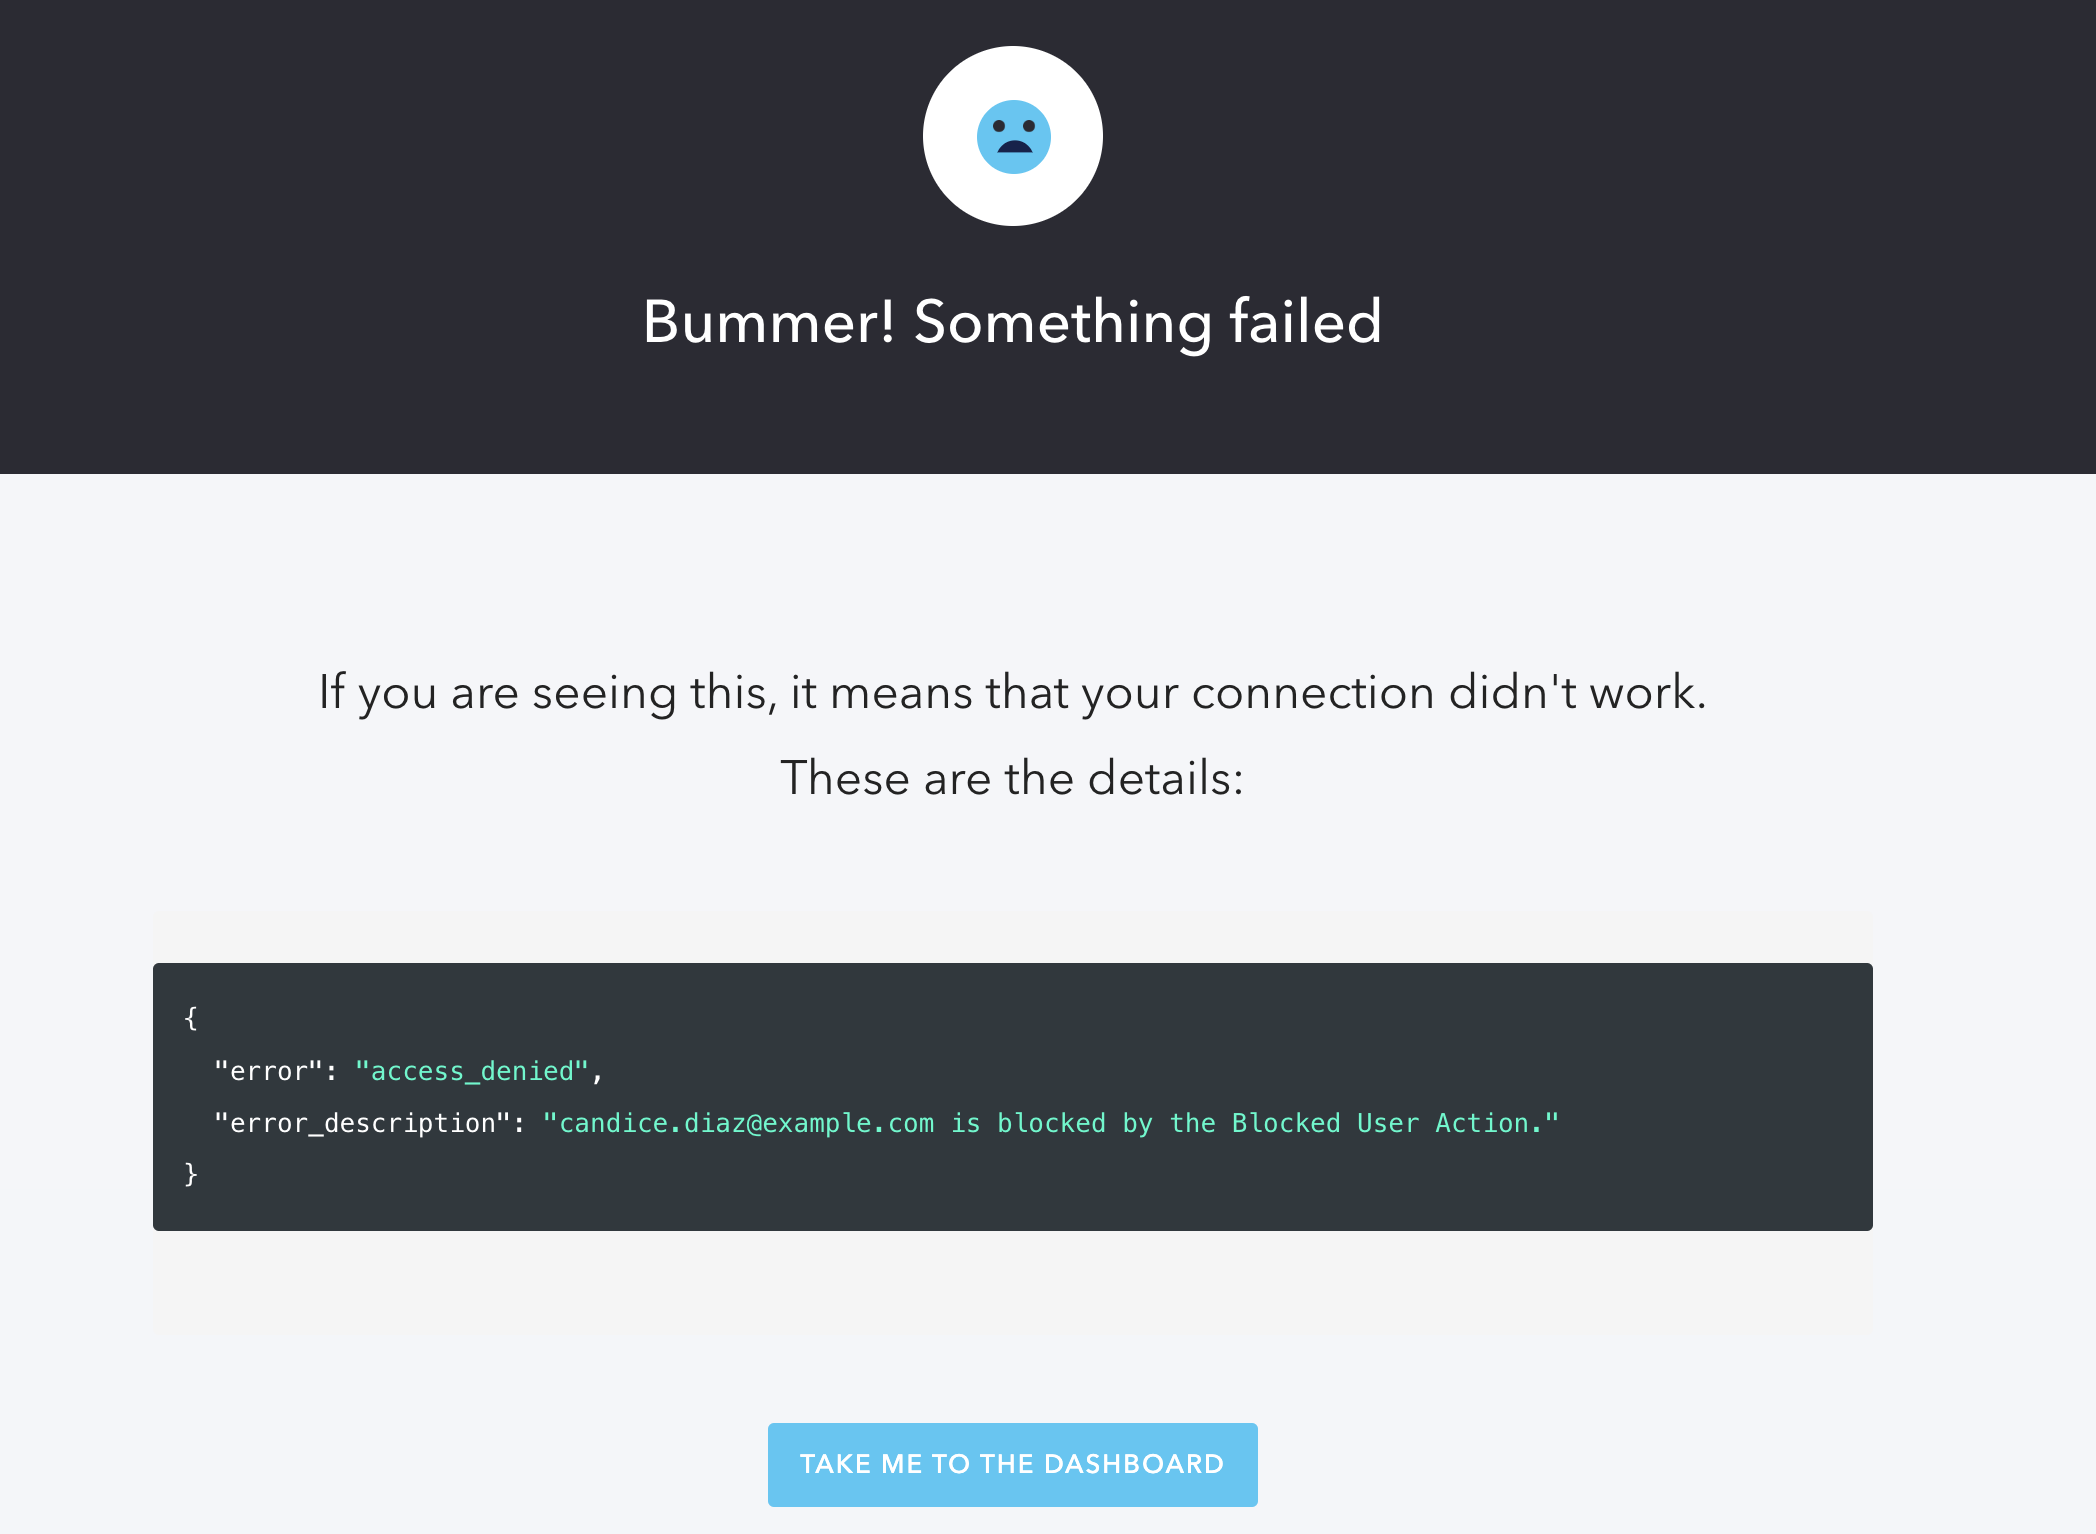 Bummer! Something failed
If you are seeing this, it means that your connection didn't work.
These are the details:
{
  "error": "access_denied",
  "error_description": "candice.diaz@example.com is blocked by the Blocked User Action."
}
TAKE ME TO THE DASHBOARD